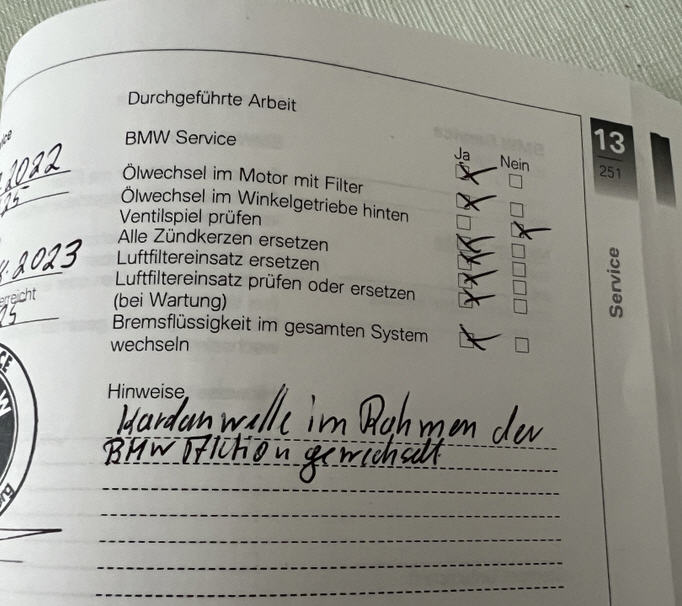 Durchgeführte Arbeit
BMW Service
Ja Nein
Ölwechsel im Motor mit Filter
Ölwechsel im Winkelgetriebe hinten
Ventilspiel prüfen
Alle Zündkerzen ersetzen
Luftfiltereinsatz ersetzen
Luftfiltereinsatz prüfen oder ersetzen
(bei Wartung)
Bremsflüssigkeit im gesamten System
wechseln
Hinweise
Kardanwelle im Rahmen der
BMW Aktion gewechselt
13
251
Service
2022
25
2023
erreicht
25